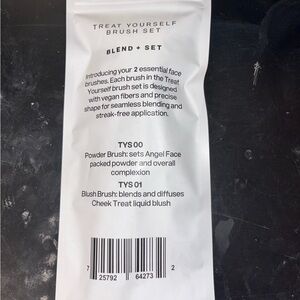 TREAT YOURSELF
BRUSH SET
BLEND + SET
Introducing your 2 essential face
brushes. Each brush in the Treat
Yourself brush set is designed
with vegan fibers and precise
shape for seamless blending and
streak-free application.
TYS 00
Powder Brush: sets Angel Face
packed powder and overall
complexion
TYS 01
Blush Brush: blends and diffuses
Cheek Treat liquid blush
7 25792 64273 2